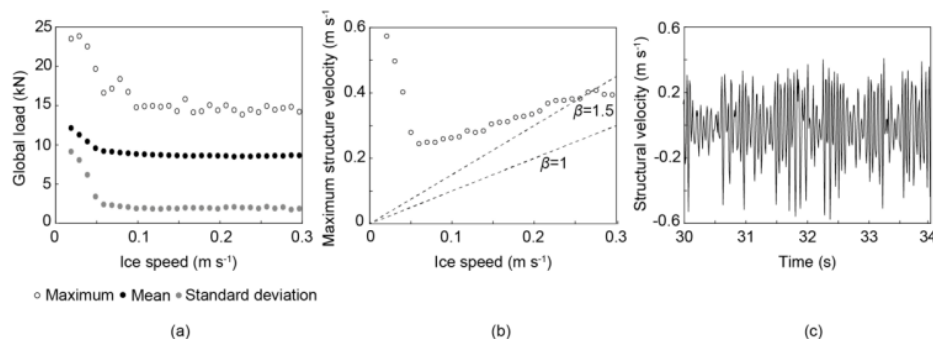 25
20
15
10
5
0
Global load (kN)
0
0.1
0.2
0.3
Ice speed (m s-1)
○ Maximum ● Mean ● Standard deviation
(a)
0.6
0.4
0.2
0
Maximum structure velocity (m s-1)
β=1.5
β=1
0
0.1
0.2
0.3
Ice speed (m s-1)
(b)
0.6
0.2
-0.2
-0.6
Structural velocity (m s-1)
30
31
32
33
34
Time (s)
(c)